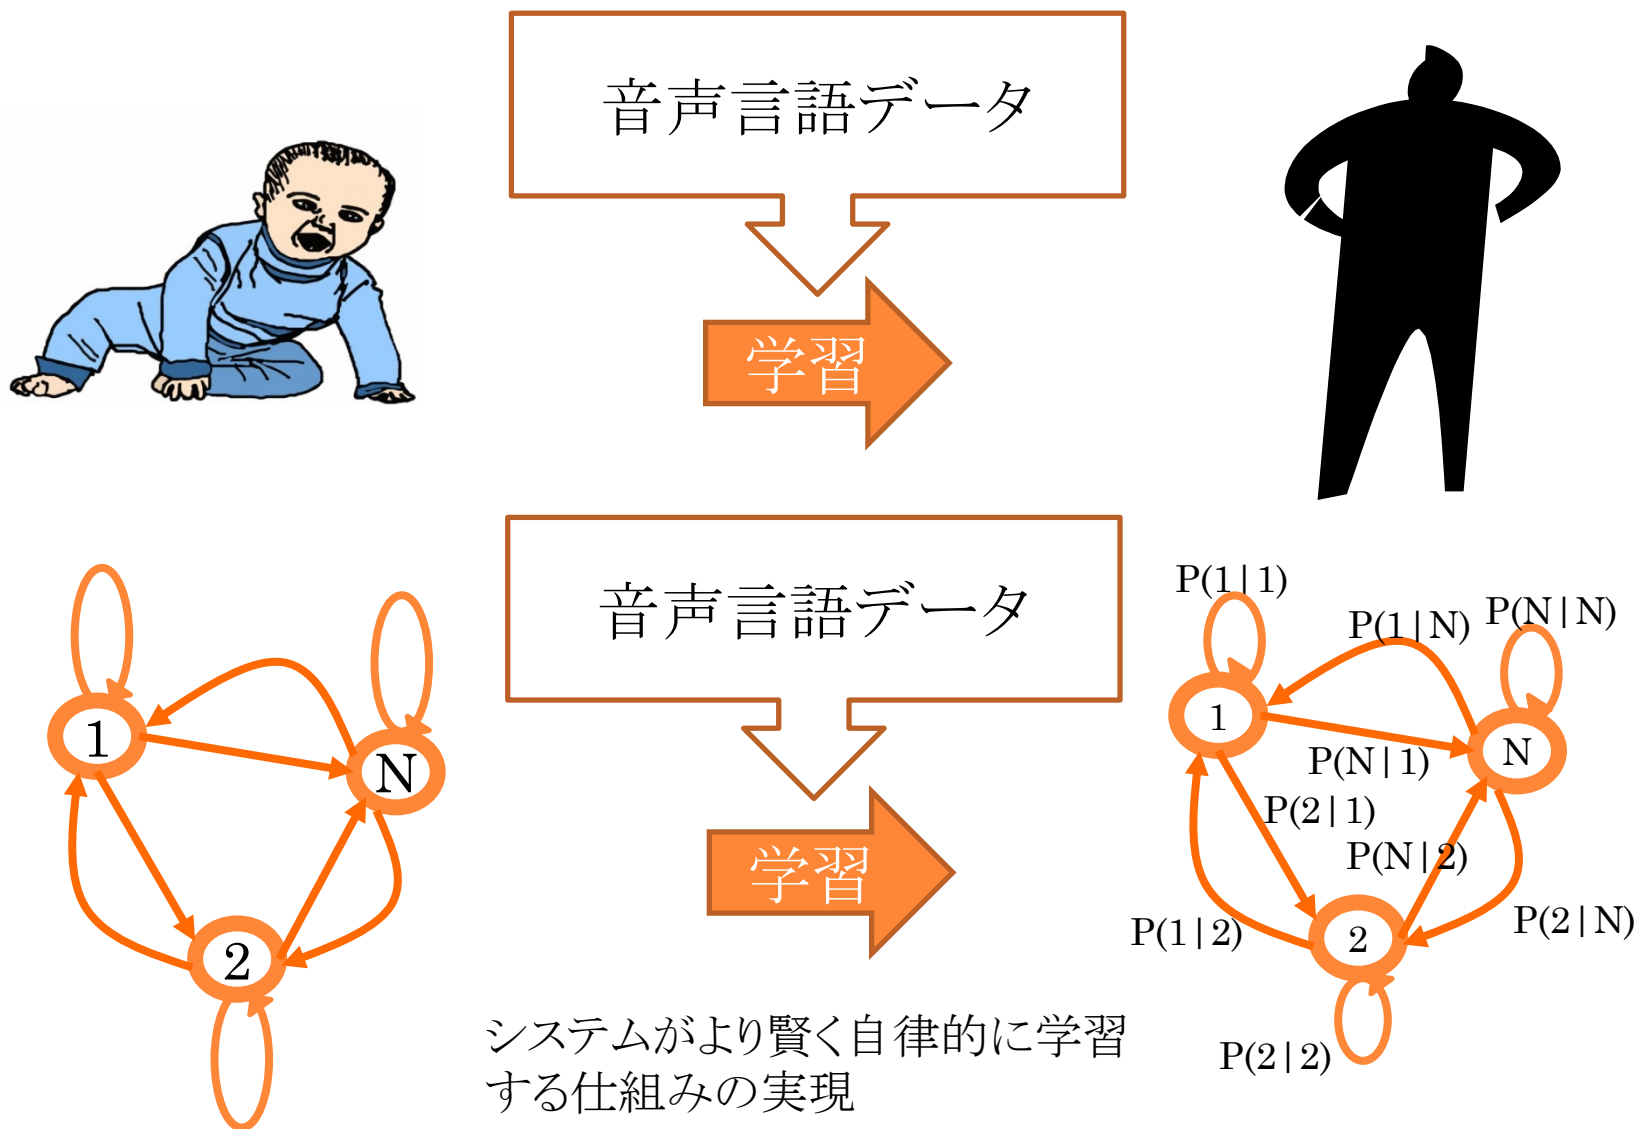 音声言語データ
学習
音声言語データ
学習
1
N
2
P(1|1)
P(1|N)
P(N|N)
1
N
P(N|1)
P(2|1)
P(N|2)
P(1|2)
2
P(2|N)
P(2|2)
システムがより賢く自律的に学習
する仕組みの実現